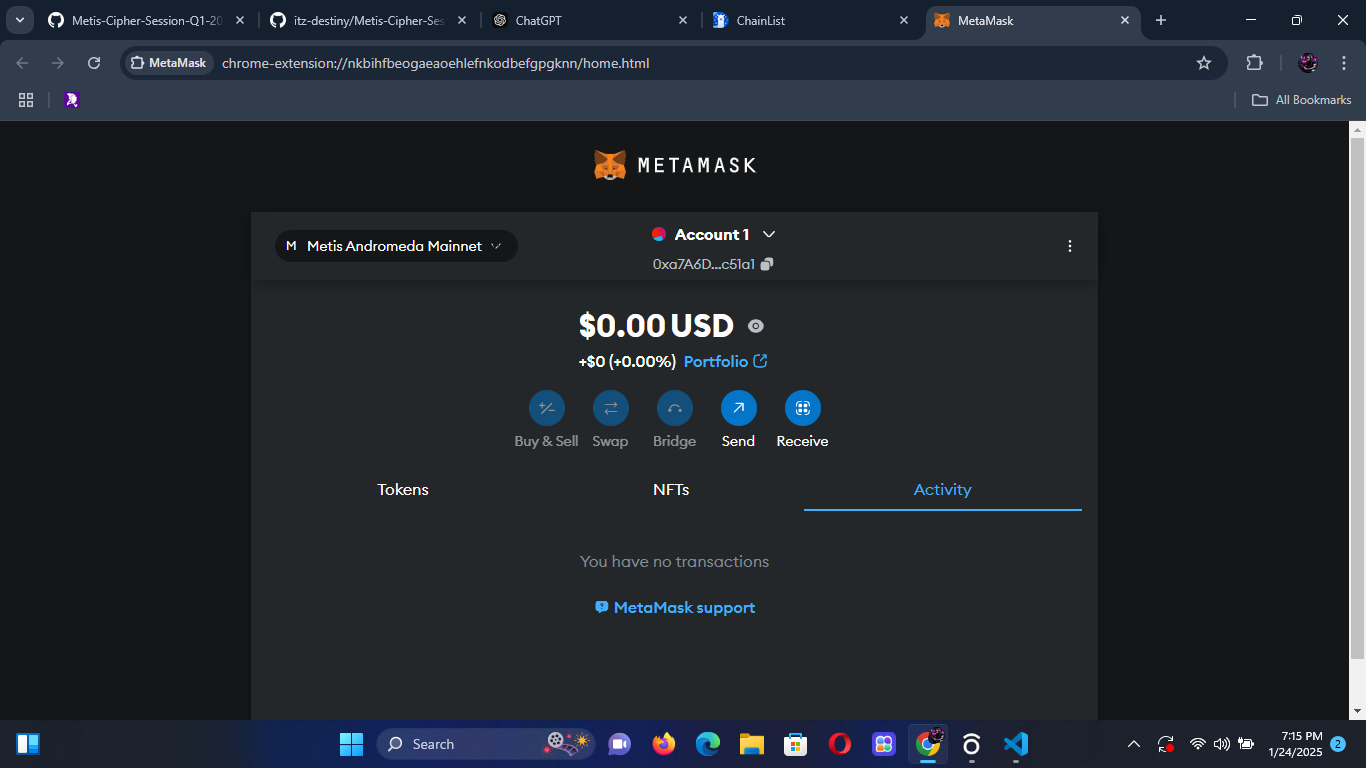 Metis-Cipher-Session-Q1-20
itz-destiny/Metis-Cipher-Ses
ChatGPT
ChainList
MetaMask
MetaMask
chrome-extension://nkbihfbeogaeaoehlefnkodbefgpgknn/home.html
All Bookmarks
METAMASK
M Metis Andromeda Mainnet
Account 1
0xa7A6D...c51a1
$0.00 USD
+$0 (+0.00%) Portfolio
Buy & Sell Swap Bridge Send Receive
Tokens NFTs Activity
You have no transactions
MetaMask support
Search
7:15 PM
1/24/2025
2